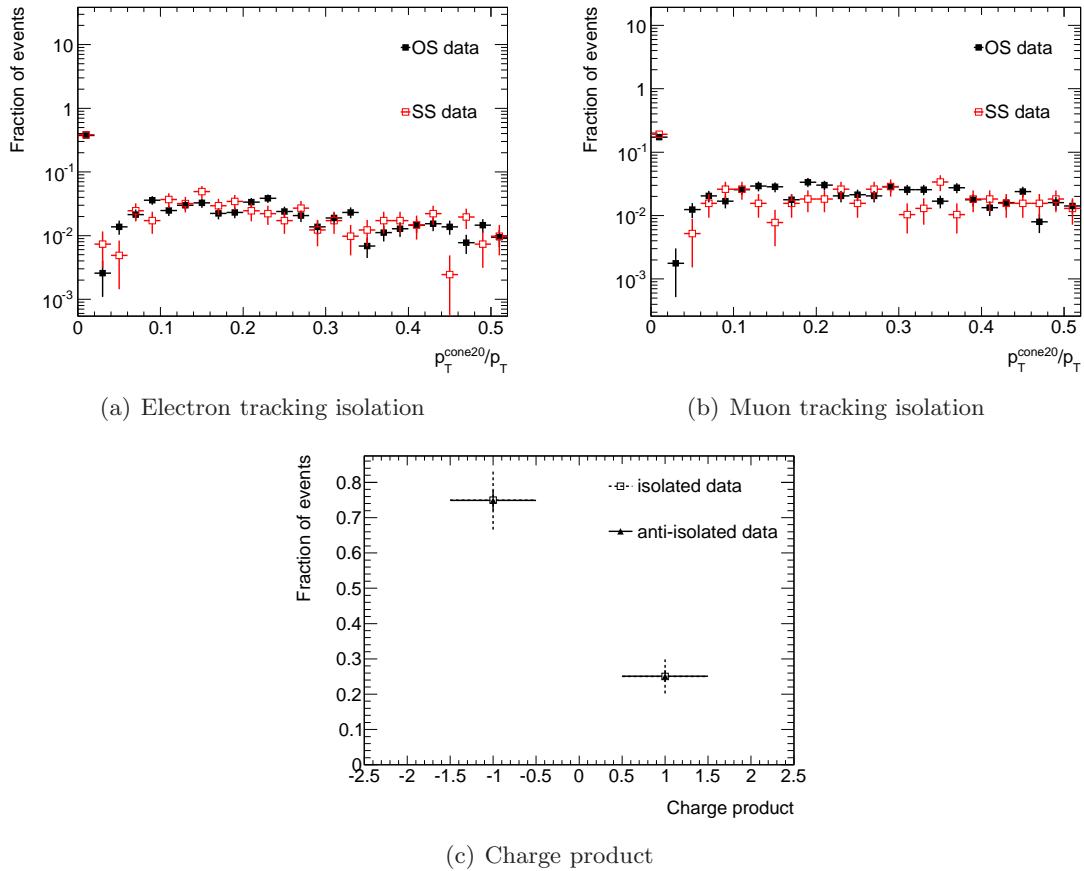 Fraction of events
10
1
10⁻¹
10⁻²
10⁻³
OS data
SS data
0 0.1 0.2 0.3 0.4 0.5
p_T^cone20/p_T
(a) Electron tracking isolation
Fraction of events
10
1
10⁻¹
10⁻²
10⁻³
OS data
SS data
0 0.1 0.2 0.3 0.4 0.5
p_T^cone20/p_T
(b) Muon tracking isolation
Fraction of events
0.8
0.7
0.6
0.5
0.4
0.3
0.2
0.1
0
isolated data
anti-isolated data
-2.5 -2 -1.5 -1 -0.5 0 0.5 1 1.5 2 2.5
Charge product
(c) Charge product